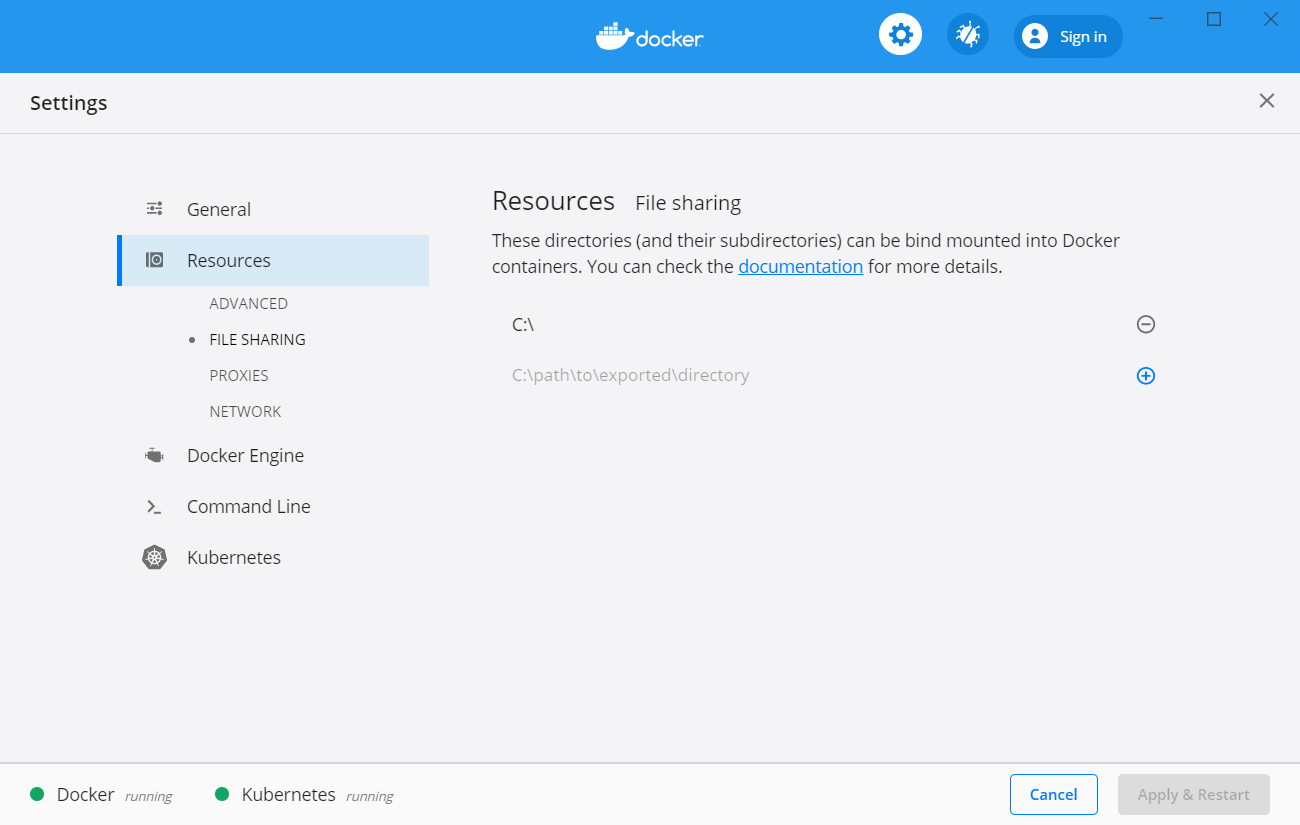 docker
Sign in
Settings
General
Resources
ADVANCED
FILE SHARING
PROXIES
NETWORK
Docker Engine
Command Line
Kubernetes
Resources File sharing
These directories (and their subdirectories) can be bind mounted into Docker
containers. You can check the documentation for more details.
C:\
C:\path\to\exported\directory
Docker running
Kubernetes running
Cancel
Apply & Restart